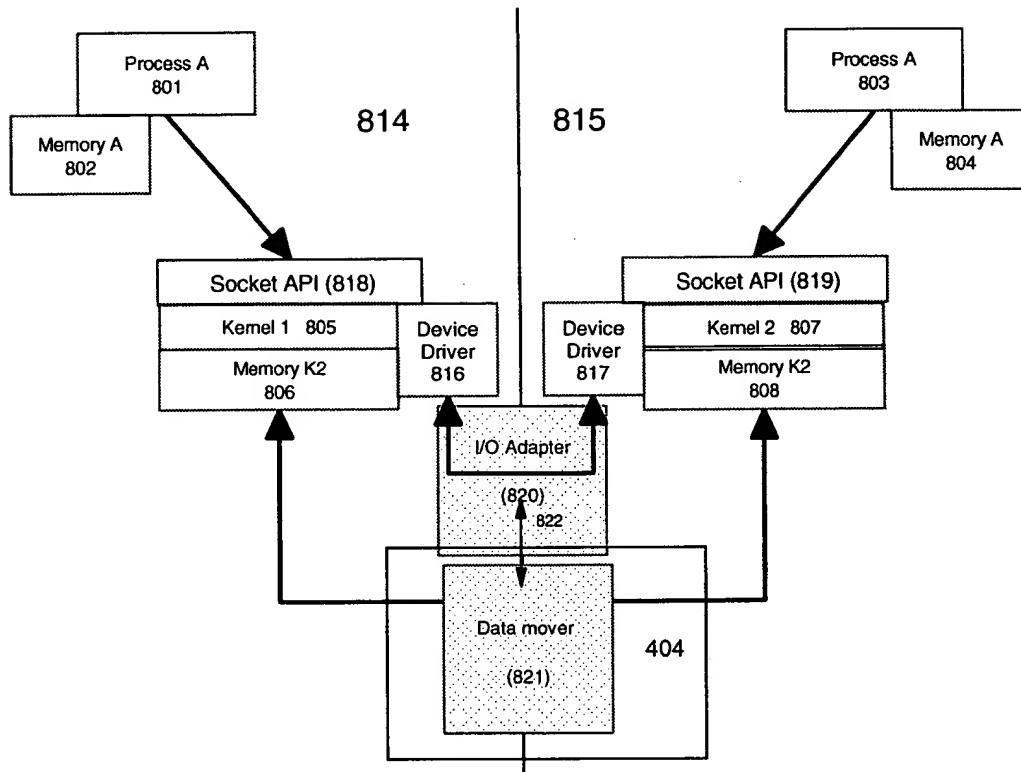 Process A
801
Memory A
802
814
815
Process A
803
Memory A
804
Socket API (818)
Kernel 1 805
Memory K2
806
Device
Driver
816
Device
Driver
817
Socket API (819)
Kernel 2 807
Memory K2
808
I/O Adapter
(820)
822
Data mover
(821)
404